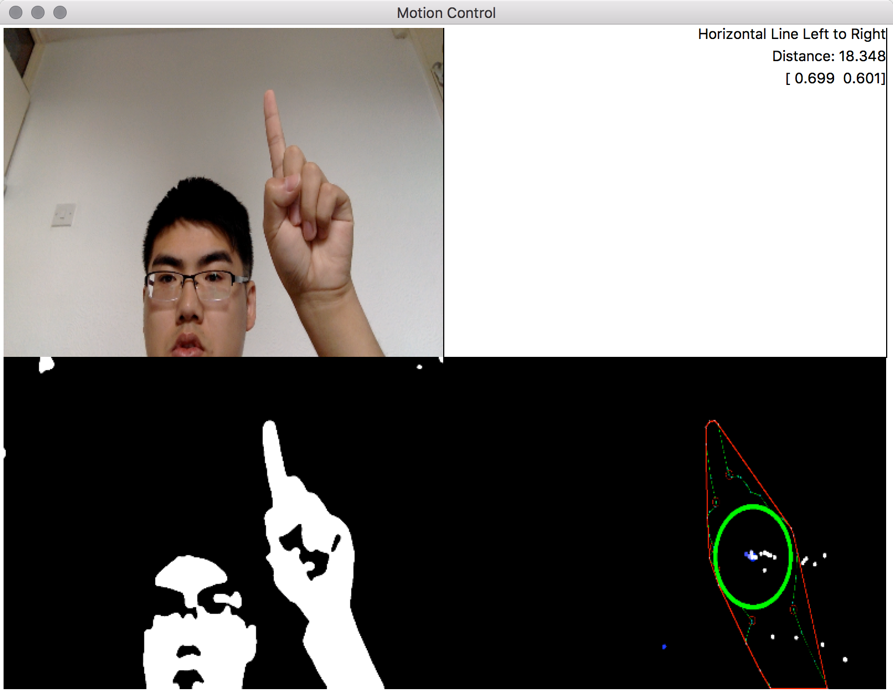 Motion Control
Horizontal Line Left to Right
Distance: 18.348
[ 0.699  0.601]